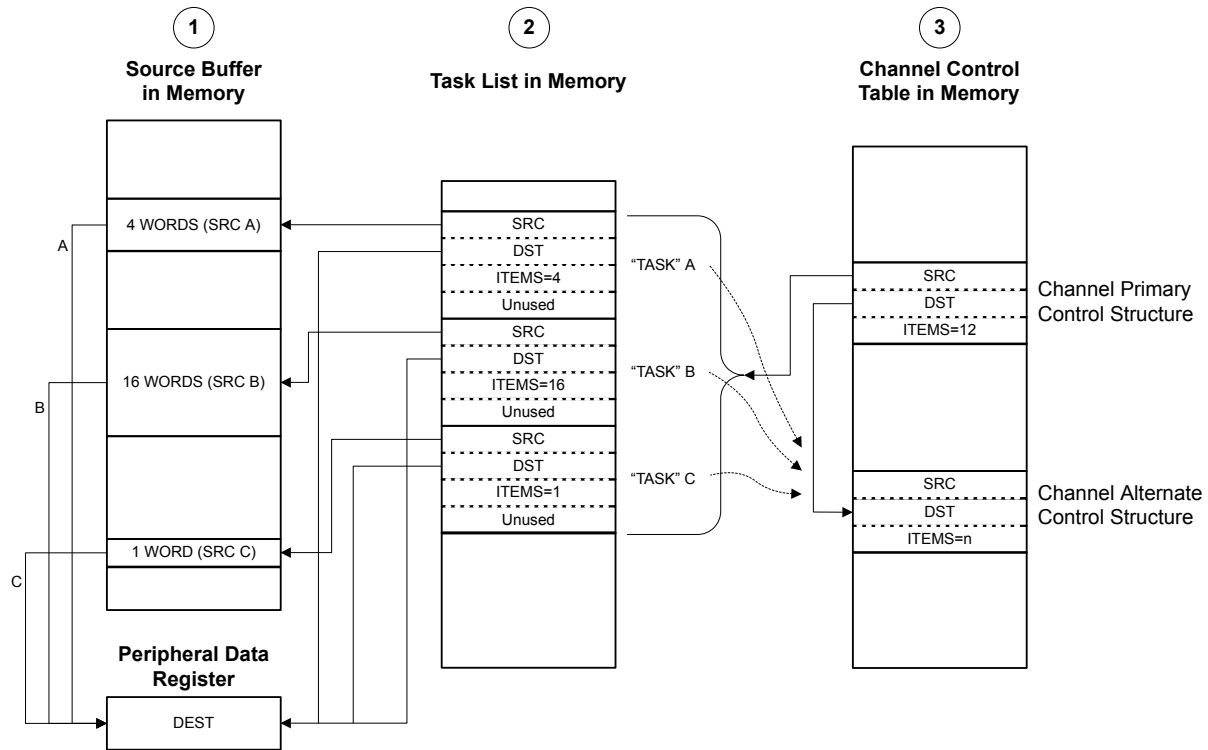 1
Source Buffer
in Memory
4 WORDS (SRC A)
16 WORDS (SRC B)
1 WORD (SRC C)
A
B
C
Peripheral Data
Register
DEST
2
Task List in Memory
SRC
DST
ITEMS=4
Unused
SRC
DST
ITEMS=16
Unused
SRC
DST
ITEMS=1
Unused
“TASK” A
“TASK” B
“TASK” C
3
Channel Control
Table in Memory
SRC
DST
ITEMS=12
Channel Primary
Control Structure
SRC
DST
ITEMS=n
Channel Alternate
Control Structure